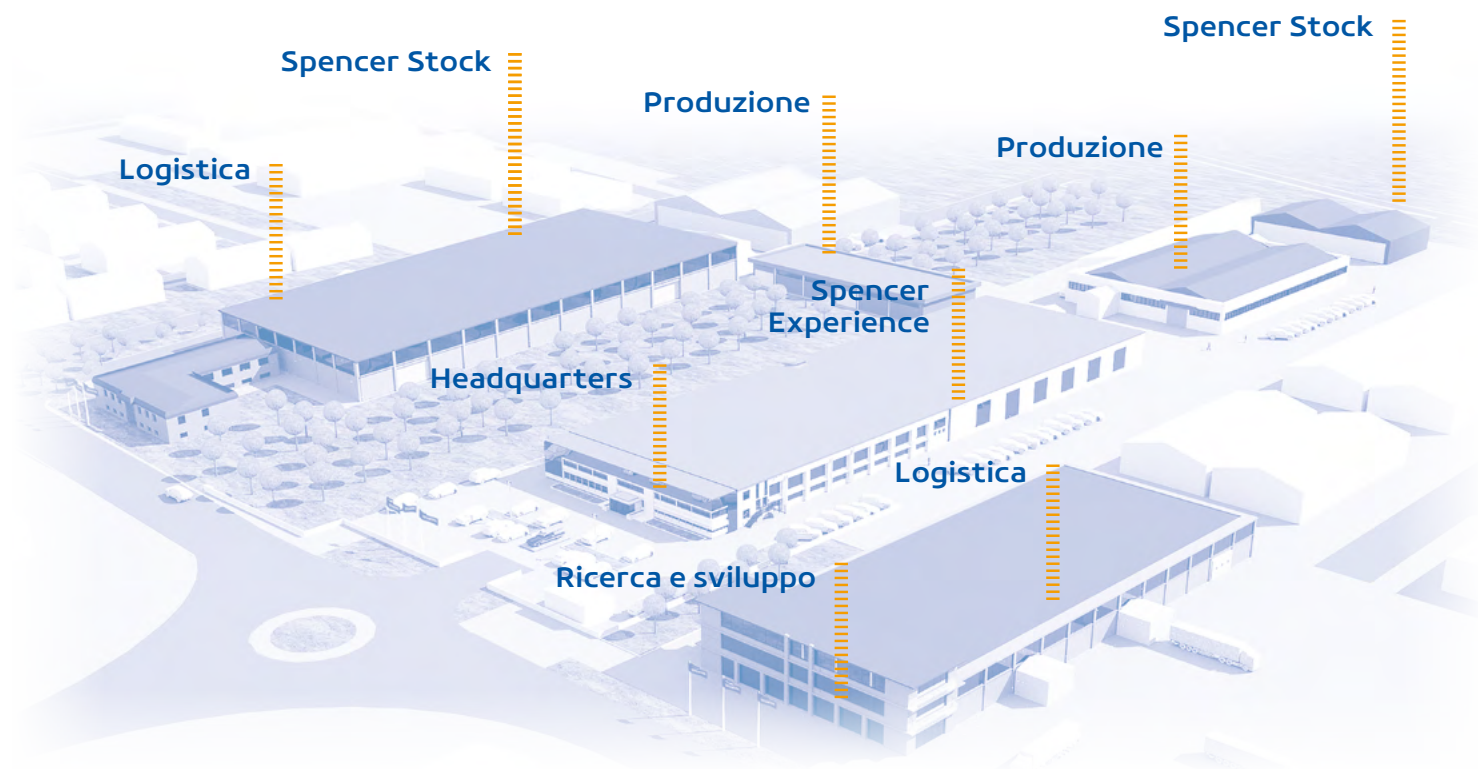 Spencer Stock
Spencer Stock
Produzione
Produzione
Logistica
Spencer
Experience
Headquarters
Logistica
Ricerca e sviluppo